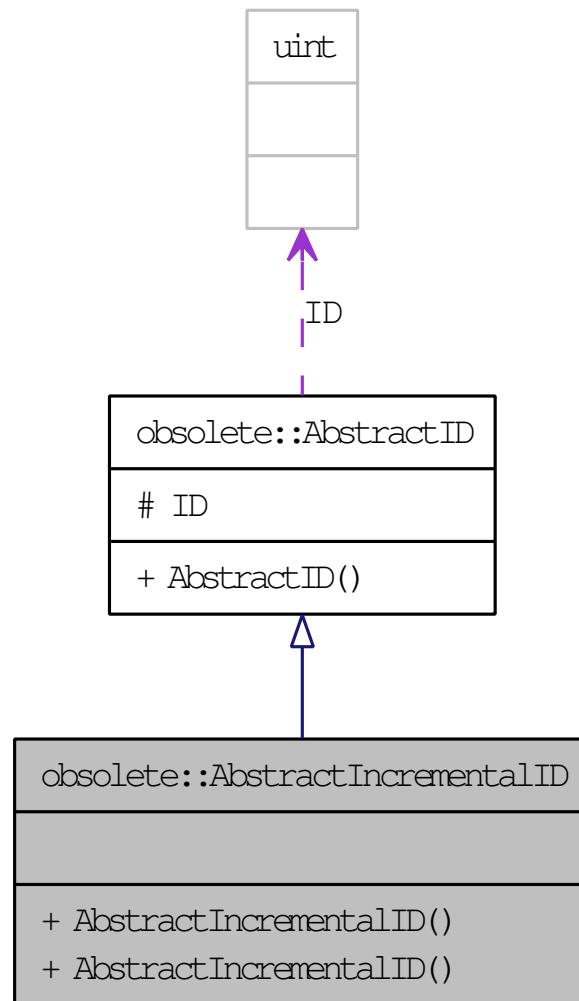 uint
ID
obsolete::AbstractID
# ID
+ AbstractID()
obsolete::AbstractIncrementalID
+ AbstractIncrementalID()
+ AbstractIncrementalID()